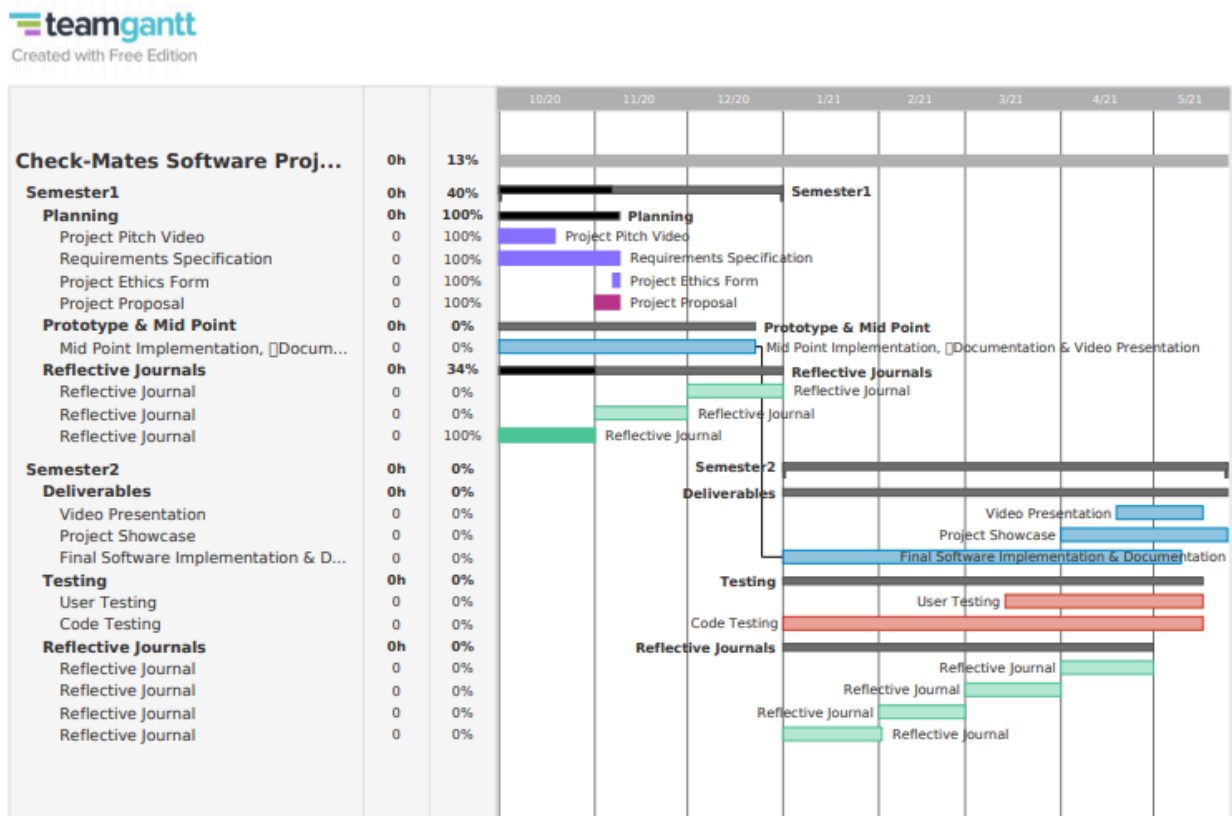 teamgantt
Created with Free Edition
10/20 11/20 12/20 1/21 2/21 3/21 4/21 5/21
Check-Mates Software Proj... 0h 13%
Semester1 0h 40% Semester1
Planning 0h 100% Planning
Project Pitch Video 0 100% Project Pitch Video
Requirements Specification 0 100% Requirements Specification
Project Ethics Form 0 100% Project Ethics Form
Project Proposal 0 100% Project Proposal
Prototype & Mid Point 0h 0% Prototype & Mid Point
Mid Point Implementation, ▯Docum... 0 0% Mid Point Implementation, ▯Documentation & Video Presentation
Reflective Journals 0h 34% Reflective Journals
Reflective Journal 0 0% Reflective Journal
Reflective Journal 0 0% Reflective Journal
Reflective Journal 0 100% Reflective Journal
Semester2 0h 0% Semester2
Deliverables 0h 0% Deliverables
Video Presentation 0 0% Video Presentation
Project Showcase 0 0% Project Showcase
Final Software Implementation & D... 0 0% Final Software Implementation & Documentation
Testing 0h 0% Testing
User Testing 0 0% User Testing
Code Testing 0 0% Code Testing
Reflective Journals 0h 0% Reflective Journals
Reflective Journal 0 0% Reflective Journal
Reflective Journal 0 0% Reflective Journal
Reflective Journal 0 0% Reflective Journal
Reflective Journal 0 0% Reflective Journal